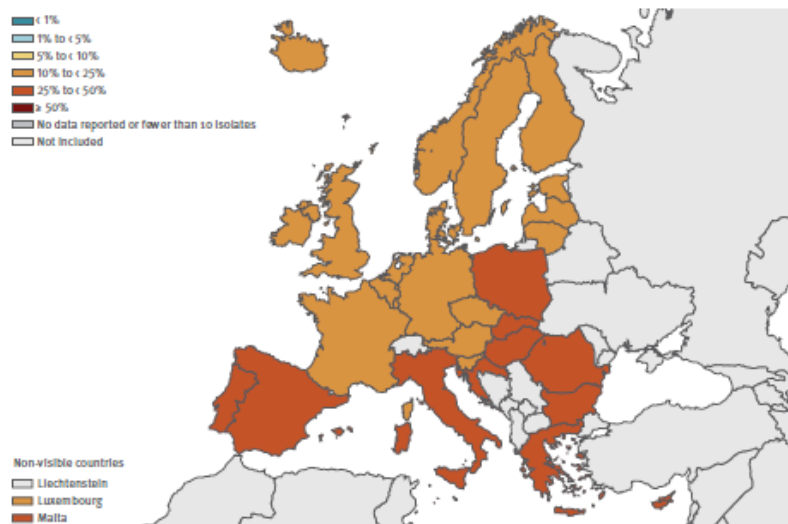 < 1%
1% to < 5%
5% to < 10%
10% to < 25%
25% to < 50%
≥ 50%
No data reported or fewer than 10 isolates
Not included
Non-visible countries
Liechtenstein
Luxembourg
Malta